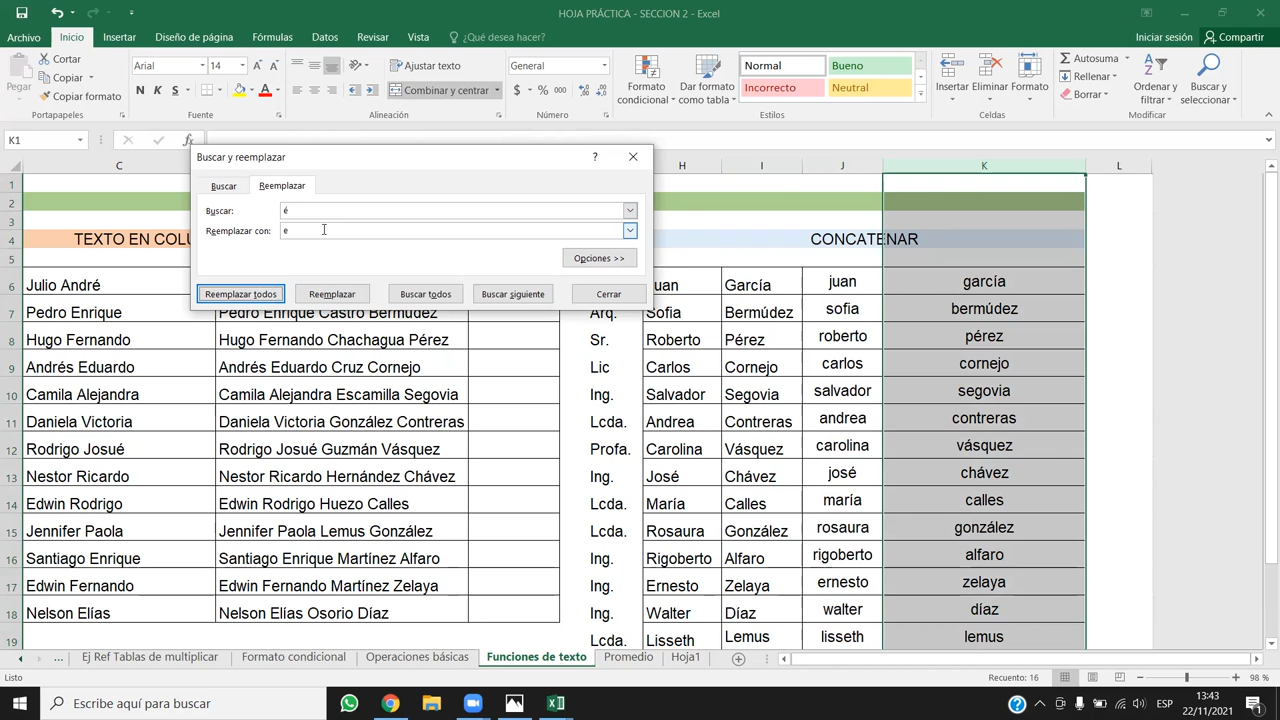 HOJA PRÁCTICA - SECCION 2 - Excel
Archivo Inicio Insertar Diseño de página Fórmulas Datos Revisar Vista ¿Qué desea hacer? Iniciar sesión Compartir
Pegar Cortar Copiar Copiar formato Portapapeles
Arial 14 N K S A Fuente
Ajustar texto Combinar y centrar Alineación
General $ % 000 Número
Formato condicional Dar formato como tabla Normal Bueno Incorrecto Neutral Estilos
Insertar Eliminar Formato Celdas
Autosuma Rellenar Borrar Ordenar y filtrar Buscar y seleccionar Modificar
K1 fx
Buscar y reemplazar ?
Buscar Reemplazar
Buscar: é
Reemplazar con: e
Opciones >>
Reemplazar todos Reemplazar Buscar todos Buscar siguiente Cerrar
C H I J K L
1
2
3
4 TEXTO EN COLU CONCATENAR
5
6 Julio André Juan García juan garcía
7 Pedro Enrique Pedro Enrique Castro Bermúdez Arq. Sofia Bermúdez sofia bermúdez
8 Hugo Fernando Hugo Fernando Chachagua Pérez Sr. Roberto Pérez roberto pérez
9 Andrés Eduardo Andrés Eduardo Cruz Cornejo Lic Carlos Cornejo carlos cornejo
10 Camila Alejandra Camila Alejandra Escamilla Segovia Ing. Salvador Segovia salvador segovia
11 Daniela Victoria Daniela Victoria González Contreras Lcda. Andrea Contreras andrea contreras
12 Rodrigo Josué Rodrigo Josué Guzmán Vásquez Profa. Carolina Vásquez carolina vásquez
13 Nestor Ricardo Nestor Ricardo Hernández Chávez Ing. José Chávez josé chávez
14 Edwin Rodrigo Edwin Rodrigo Huezo Calles Lcda. María Calles maría calles
15 Jennifer Paola Jennifer Paola Lemus González Lcda. Rosaura González rosaura gonzález
16 Santiago Enrique Santiago Enrique Martínez Alfaro Ing. Rigoberto Alfaro rigoberto alfaro
17 Edwin Fernando Edwin Fernando Martínez Zelaya Ing. Ernesto Zelaya ernesto zelaya
18 Nelson Elías Nelson Elías Osorio Díaz Ing. Walter Díaz walter díaz
19 Lcda. Lisseth Lemus lisseth lemus
... Ej Ref Tablas de multiplicar Formato condicional Operaciones básicas Funciones de texto Promedio Hoja1
Listo Recuento: 16 98 %
Escribe aquí para buscar ESP 13:43
22/11/2021